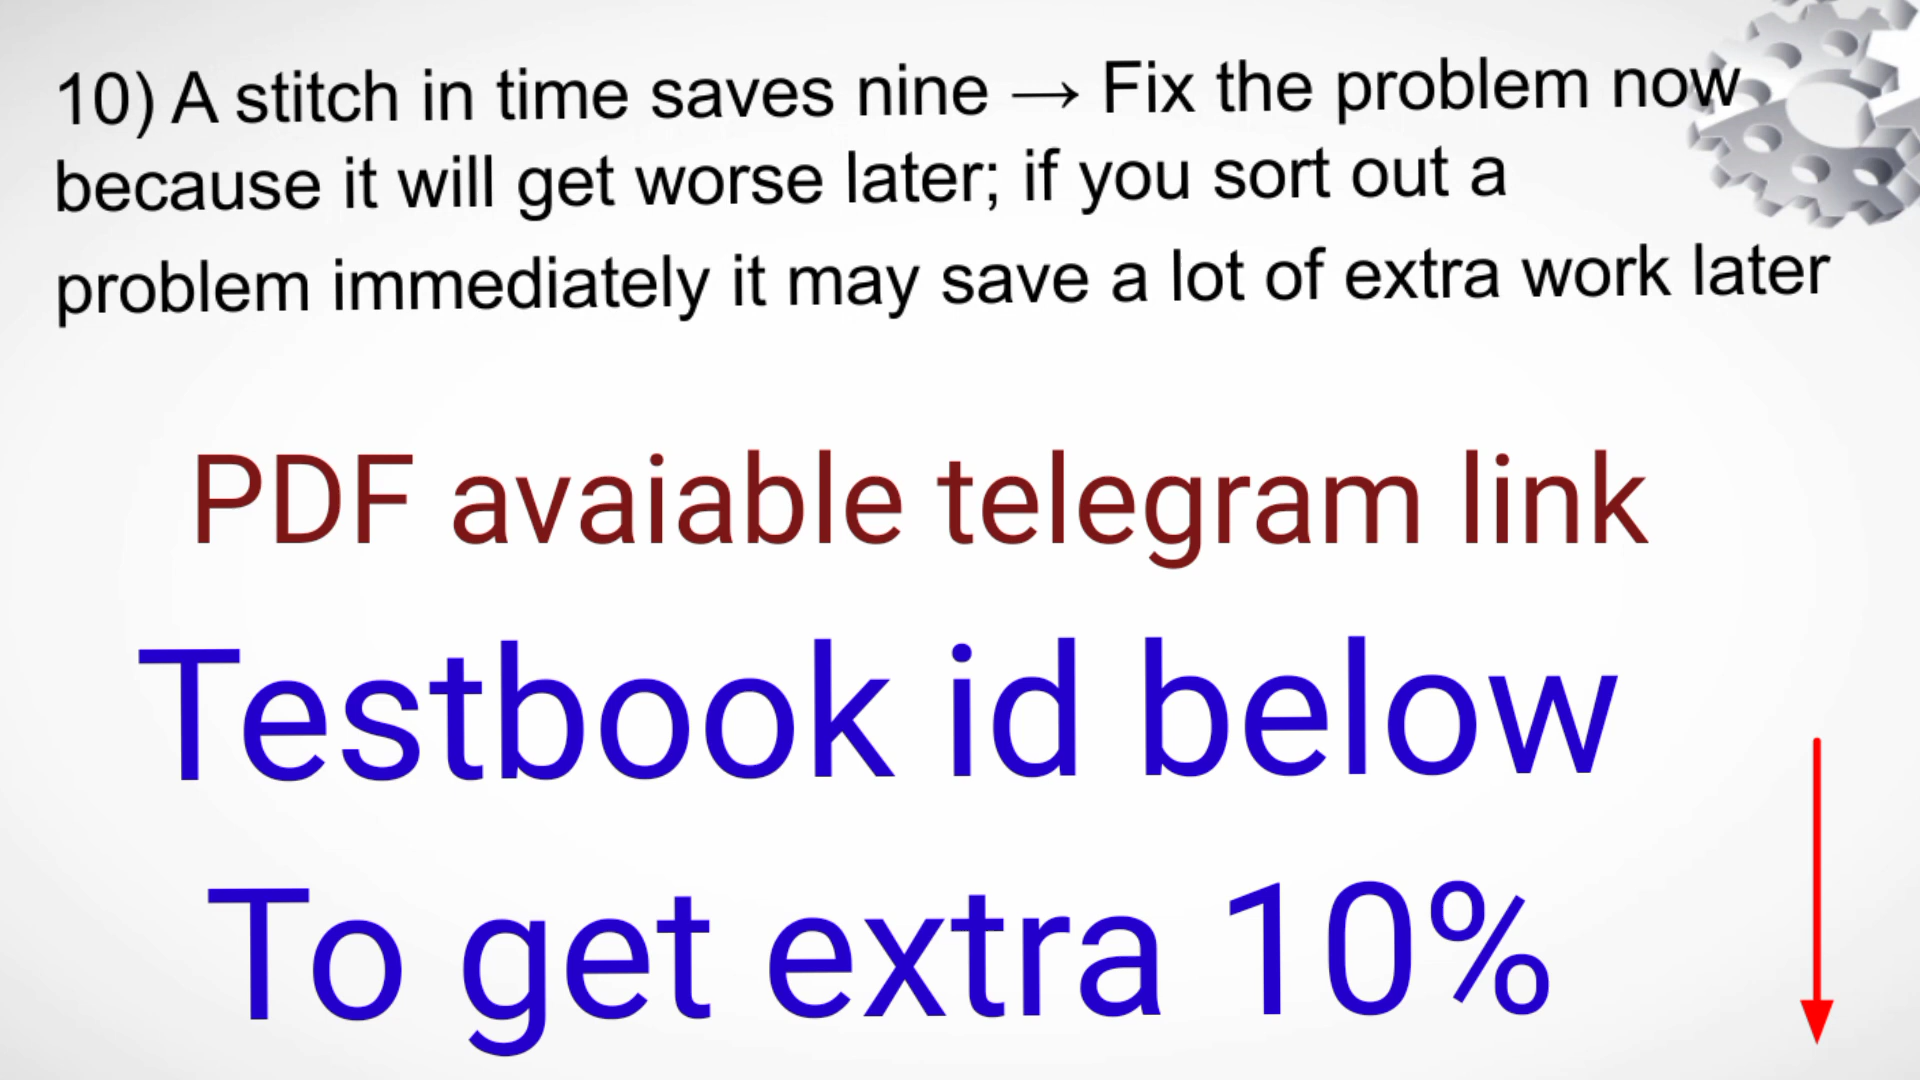 10) A stitch in time saves nine → Fix the problem now
because it will get worse later; if you sort out a
problem immediately it may save a lot of extra work later
PDF avaiable telegram link
Testbook id below
To get extra 10%